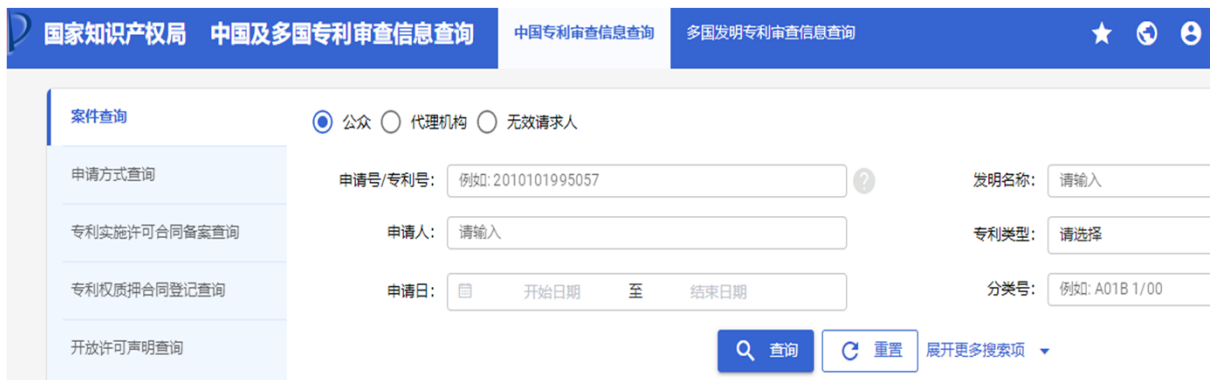 国家知识产权局 中国及多国专利审查信息查询 中国专利审查信息查询 多国发明专利审查信息查询
案件查询
申请方式查询
专利实施许可合同备案查询
专利权质押合同登记查询
开放许可声明查询
公众 代理机构 无效请求人
申请号/专利号: 例如: 2010101995057 ? 发明名称: 请输入
申请人: 请输入 专利类型: 请选择
申请日: 开始日期 至 结束日期 分类号: 例如: A01B 1/00
查询 重置 展开更多搜索项